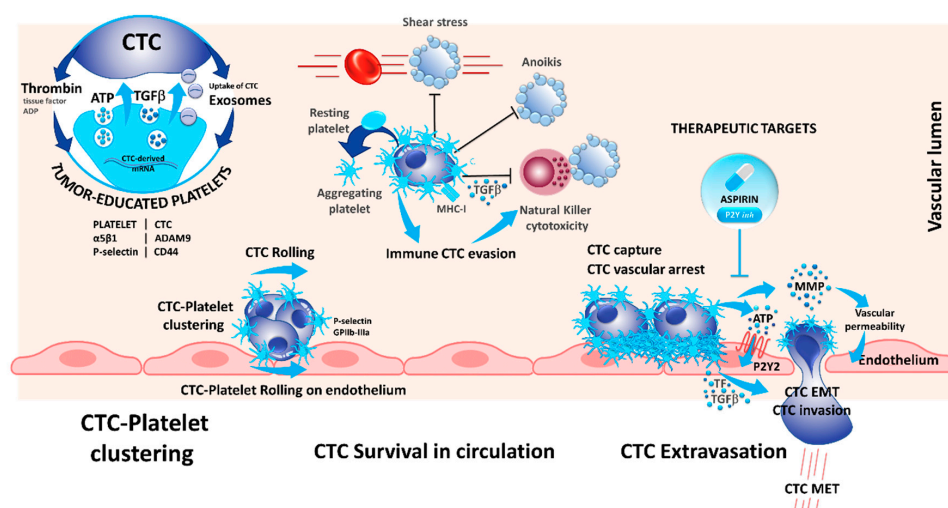 CTC
Thrombin
tissue factor
ADP
ATP
TGFβ
Uptake of CTC
Exosomes
CTC-derived
mRNA
TUMOR-EDUCATED PLATELETS
PLATELET | CTC
α5β1 | ADAM9
P-selectin | CD44
Shear stress
Anoikis
Resting
platelet
Aggregating
platelet
MHC-I
TGFβ
Natural Killer
cytotoxicity
Immune CTC evasion
THERAPEUTIC TARGETS
ASPIRIN
P2Y inh
Vascular lumen
CTC Rolling
CTC-Platelet
clustering
P-selectin
GPIIb-IIIa
CTC-Platelet Rolling on endothelium
CTC capture
CTC vascular arrest
MMP
ATP
Vascular
permeability
P2Y2
Endothelium
TF
TGFβ
CTC EMT
CTC invasion
CTC-Platelet
clustering
CTC Survival in circulation
CTC Extravasation
CTC MET